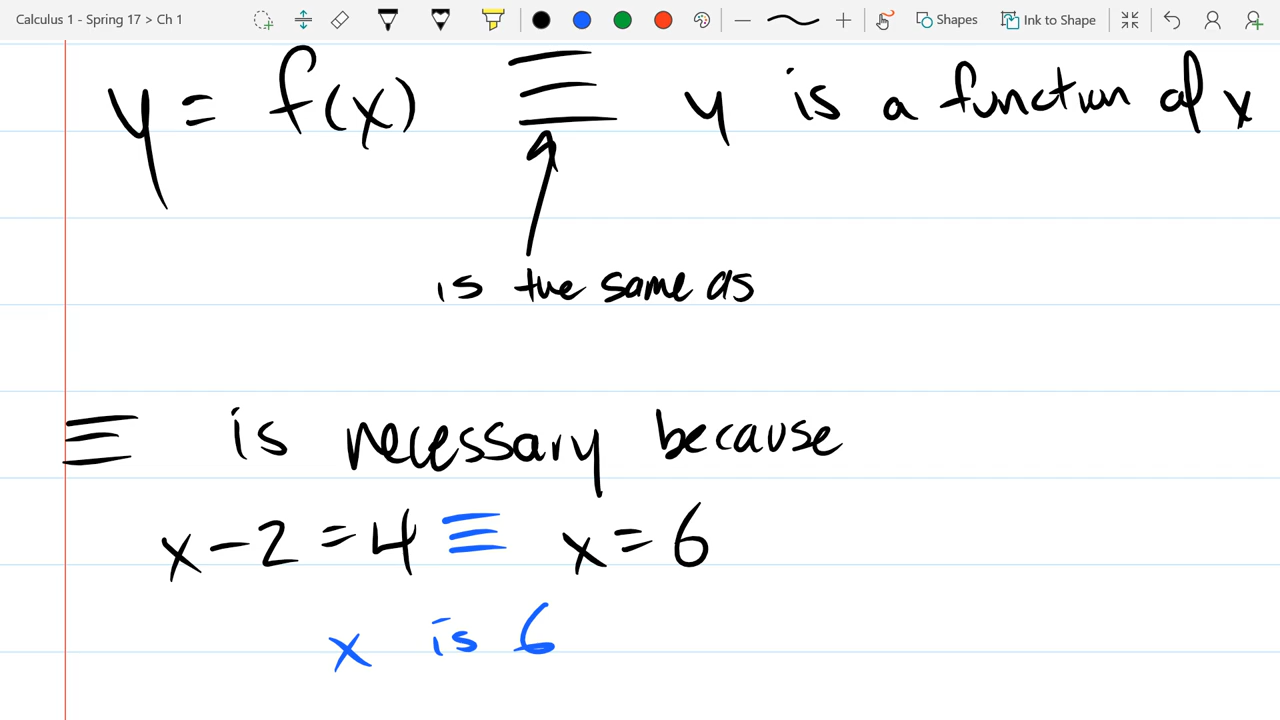 Calculus 1 - Spring 17 > Ch 1 Shapes Ink to Shape
y = f(x) ≡ y is a function of x
is the same as
≡ is necessary because
x - 2 = 4 ≡ x = 6
x is 6